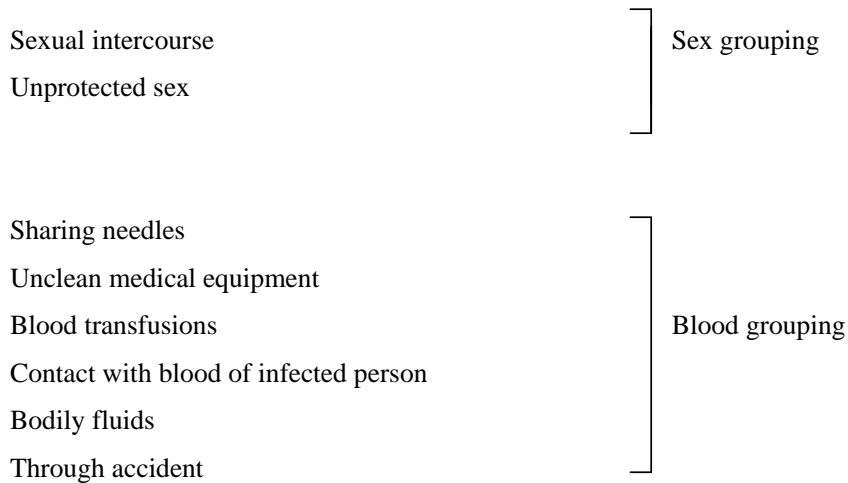 Sexual intercourse Sex grouping
Unprotected sex
Sharing needles
Unclean medical equipment
Blood transfusions Blood grouping
Contact with blood of infected person
Bodily fluids
Through accident